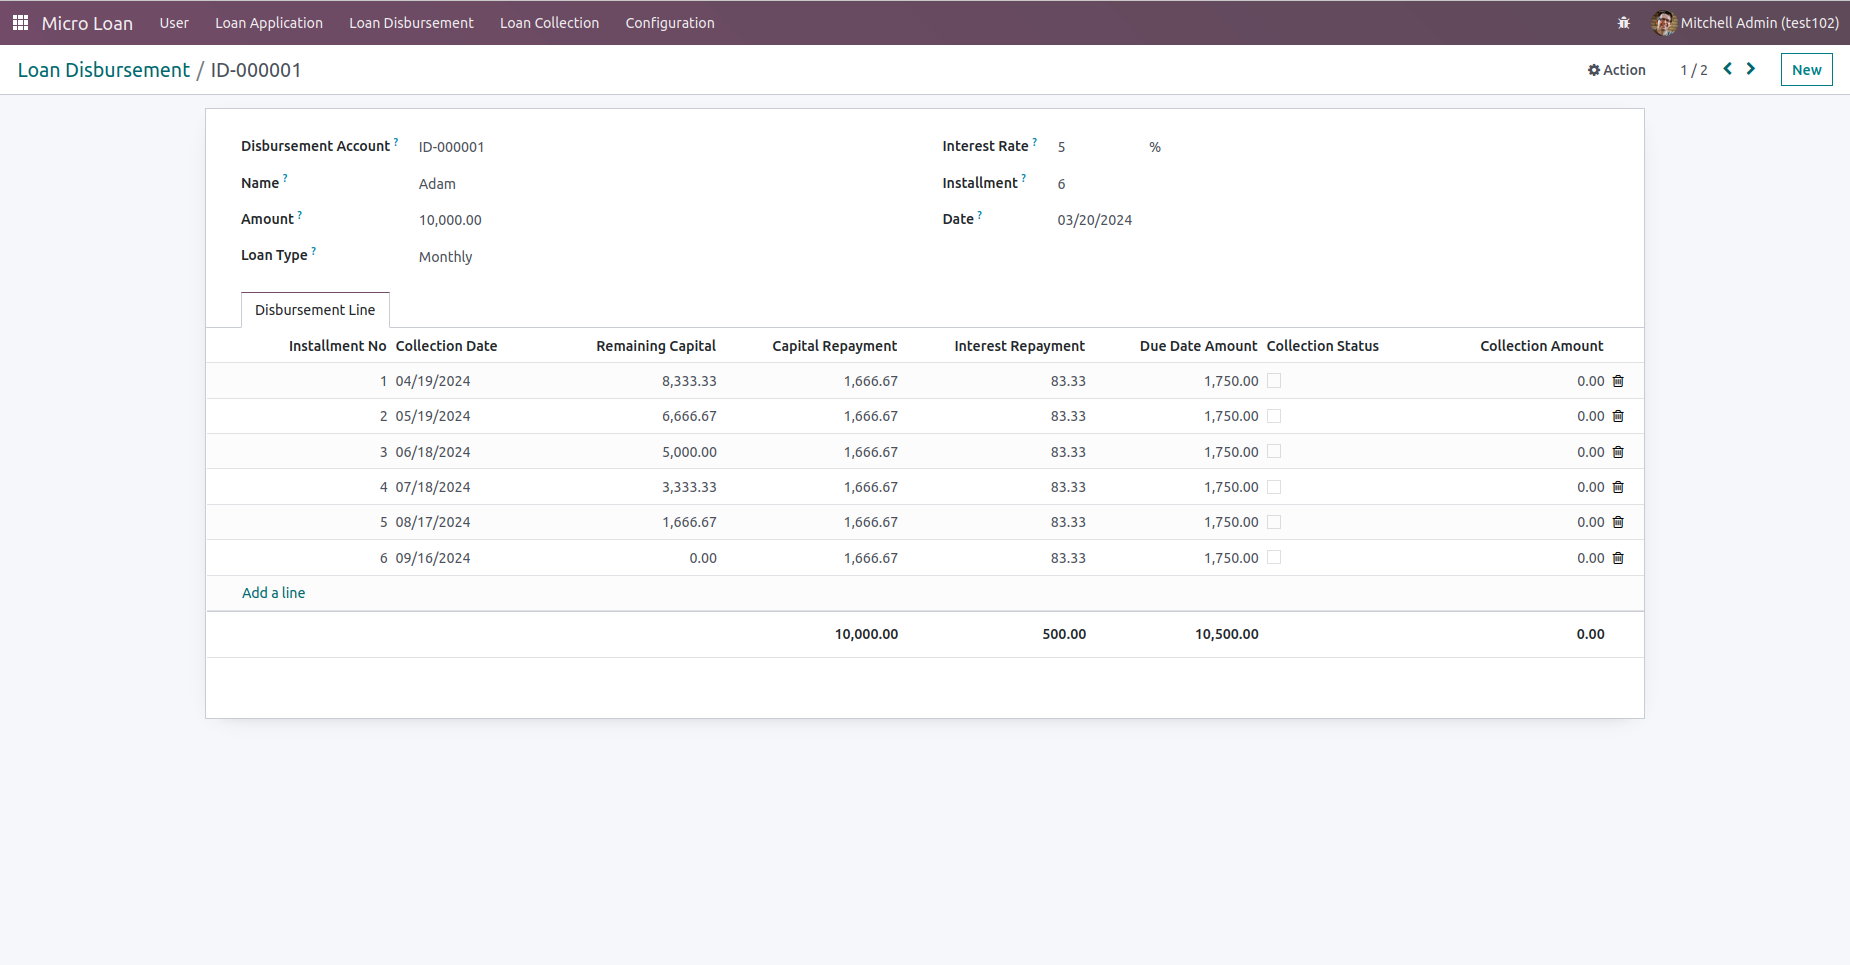 Micro Loan User Loan Application Loan Disbursement Loan Collection Configuration Mitchell Admin (test102)
Loan Disbursement / ID-000001 Action 1 / 2 New
Disbursement Account ? ID-000001 Interest Rate ? 5 %
Name ? Adam Installment ? 6
Amount ? 10,000.00 Date ? 03/20/2024
Loan Type ? Monthly
Disbursement Line
Installment No Collection Date Remaining Capital Capital Repayment Interest Repayment Due Date Amount Collection Status Collection Amount
1 04/19/2024 8,333.33 1,666.67 83.33 1,750.00 0.00
2 05/19/2024 6,666.67 1,666.67 83.33 1,750.00 0.00
3 06/18/2024 5,000.00 1,666.67 83.33 1,750.00 0.00
4 07/18/2024 3,333.33 1,666.67 83.33 1,750.00 0.00
5 08/17/2024 1,666.67 1,666.67 83.33 1,750.00 0.00
6 09/16/2024 0.00 1,666.67 83.33 1,750.00 0.00
Add a line
10,000.00 500.00 10,500.00 0.00